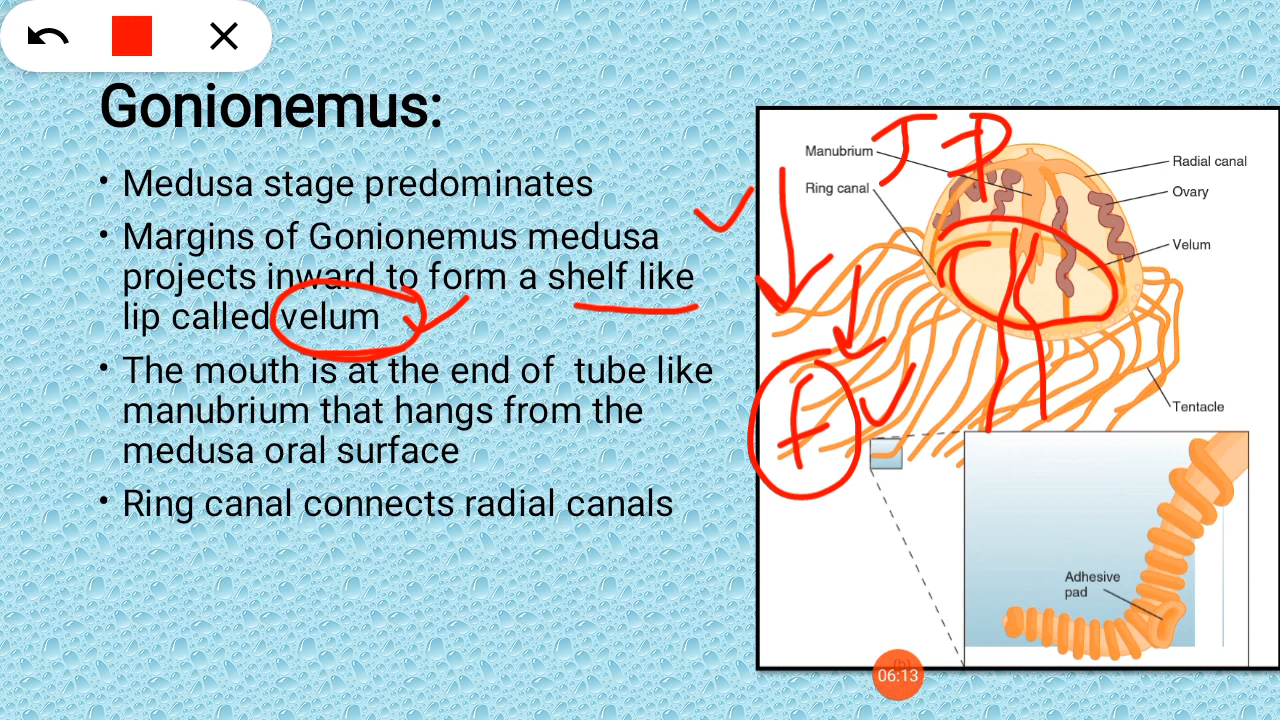 Gonionemus:
• Medusa stage predominates
• Margins of Gonionemus medusa
projects inward to form a shelf like
lip called velum
• The mouth is at the end of tube like
manubrium that hangs from the
medusa oral surface
• Ring canal connects radial canals
Manubrium
Ring canal
J P
Radial canal
Ovary
Velum
Tentacle
F
Adhesive
pad
06:13